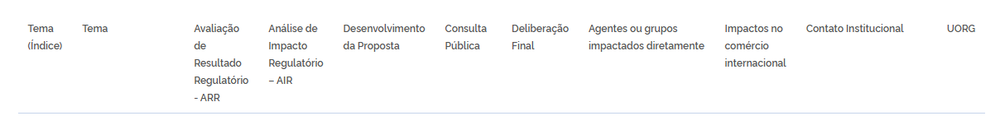 Tema
(Índice)
Tema
Avaliação
de
Resultado
Regulatório
- ARR
Análise de
Impacto
Regulatório
– AIR
Desenvolvimento
da Proposta
Consulta
Pública
Deliberação
Final
Agentes ou grupos
impactados diretamente
Impactos no
comércio
internacional
Contato Institucional
UORG